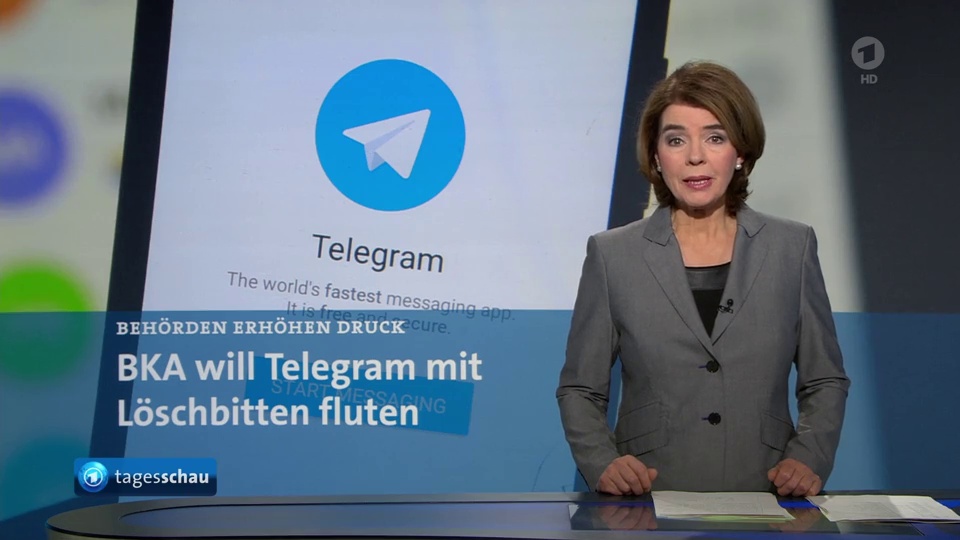 1
HD
Telegram
The world's fastest messaging app.
It is free and secure.
BEHÖRDEN ERHÖHEN DRUCK
BKA will Telegram mit
Löschbitten fluten
START MESSAGING
tagesschau